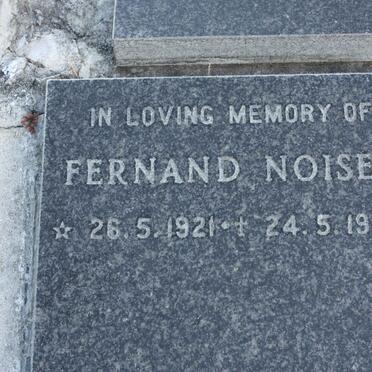 IN LOVING MEMORY OF
FERNAND NOISE
☆ 26.5.1921 · ✝ 24.5.19